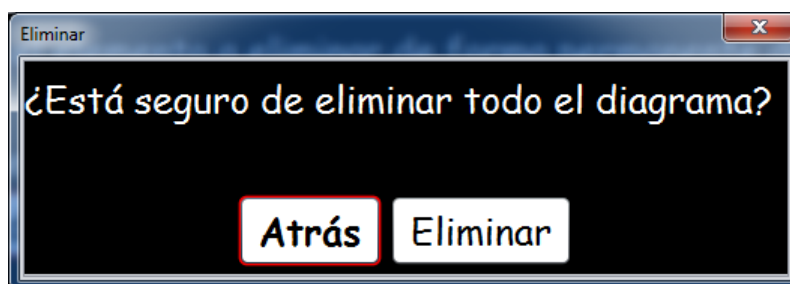 Eliminar
¿Está seguro de eliminar todo el diagrama?
Atrás Eliminar